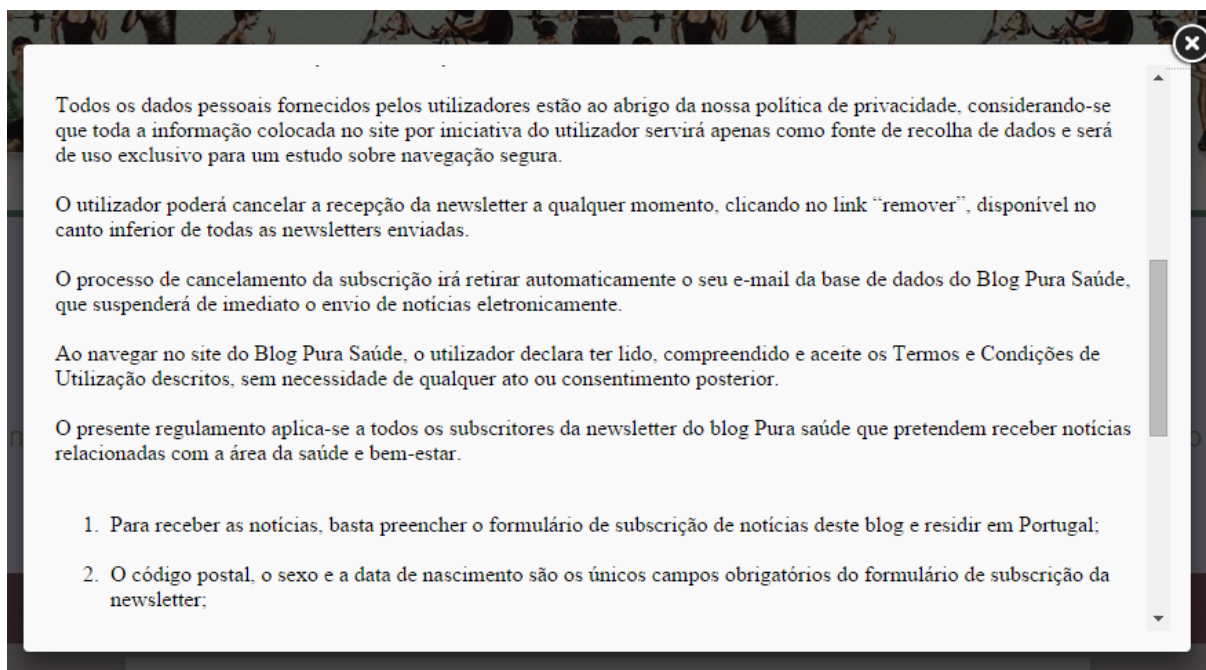 Todos os dados pessoais fornecidos pelos utilizadores estão ao abrigo da nossa política de privacidade, considerando-se
que toda a informação colocada no site por iniciativa do utilizador servirá apenas como fonte de recolha de dados e será
de uso exclusivo para um estudo sobre navegação segura.
O utilizador poderá cancelar a recepção da newsletter a qualquer momento, clicando no link “remover”, disponível no
canto inferior de todas as newsletters enviadas.
O processo de cancelamento da subscrição irá retirar automaticamente o seu e-mail da base de dados do Blog Pura Saúde,
que suspenderá de imediato o envio de notícias eletronicamente.
Ao navegar no site do Blog Pura Saúde, o utilizador declara ter lido, compreendido e aceite os Termos e Condições de
Utilização descritos, sem necessidade de qualquer ato ou consentimento posterior.
O presente regulamento aplica-se a todos os subscritores da newsletter do blog Pura saúde que pretendem receber notícias
relacionadas com a área da saúde e bem-estar.
1. Para receber as notícias, basta preencher o formulário de subscrição de notícias deste blog e residir em Portugal;
2. O código postal, o sexo e a data de nascimento são os únicos campos obrigatórios do formulário de subscrição da
newsletter;